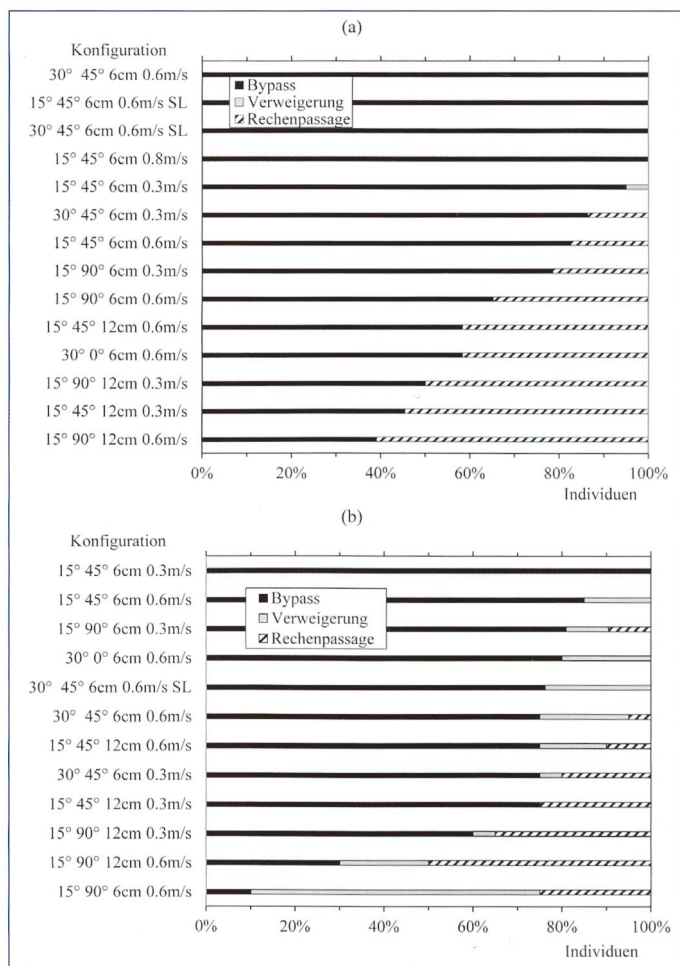 (a)
Konfiguration
30° 45° 6cm 0.6m/s
15° 45° 6cm 0.6m/s SL
30° 45° 6cm 0.6m/s SL
15° 45° 6cm 0.8m/s
15° 45° 6cm 0.3m/s
30° 45° 6cm 0.3m/s
15° 45° 6cm 0.6m/s
15° 90° 6cm 0.3m/s
15° 90° 6cm 0.6m/s
15° 45° 12cm 0.6m/s
30° 0° 6cm 0.6m/s
15° 90° 12cm 0.3m/s
15° 45° 12cm 0.3m/s
15° 90° 12cm 0.6m/s
Bypass
Verweigerung
Rechenpassage
0% 20% 40% 60% 80% 100%
Individuen
(b)
Konfiguration
15° 45° 6cm 0.3m/s
15° 45° 6cm 0.6m/s
15° 90° 6cm 0.3m/s
30° 0° 6cm 0.6m/s
30° 45° 6cm 0.6m/s SL
30° 45° 6cm 0.6m/s
15° 45° 12cm 0.6m/s
30° 45° 6cm 0.3m/s
15° 45° 12cm 0.3m/s
15° 90° 12cm 0.3m/s
15° 90° 12cm 0.6m/s
15° 90° 6cm 0.6m/s
Bypass
Verweigerung
Rechenpassage
0% 20% 40% 60% 80% 100%
Individuen